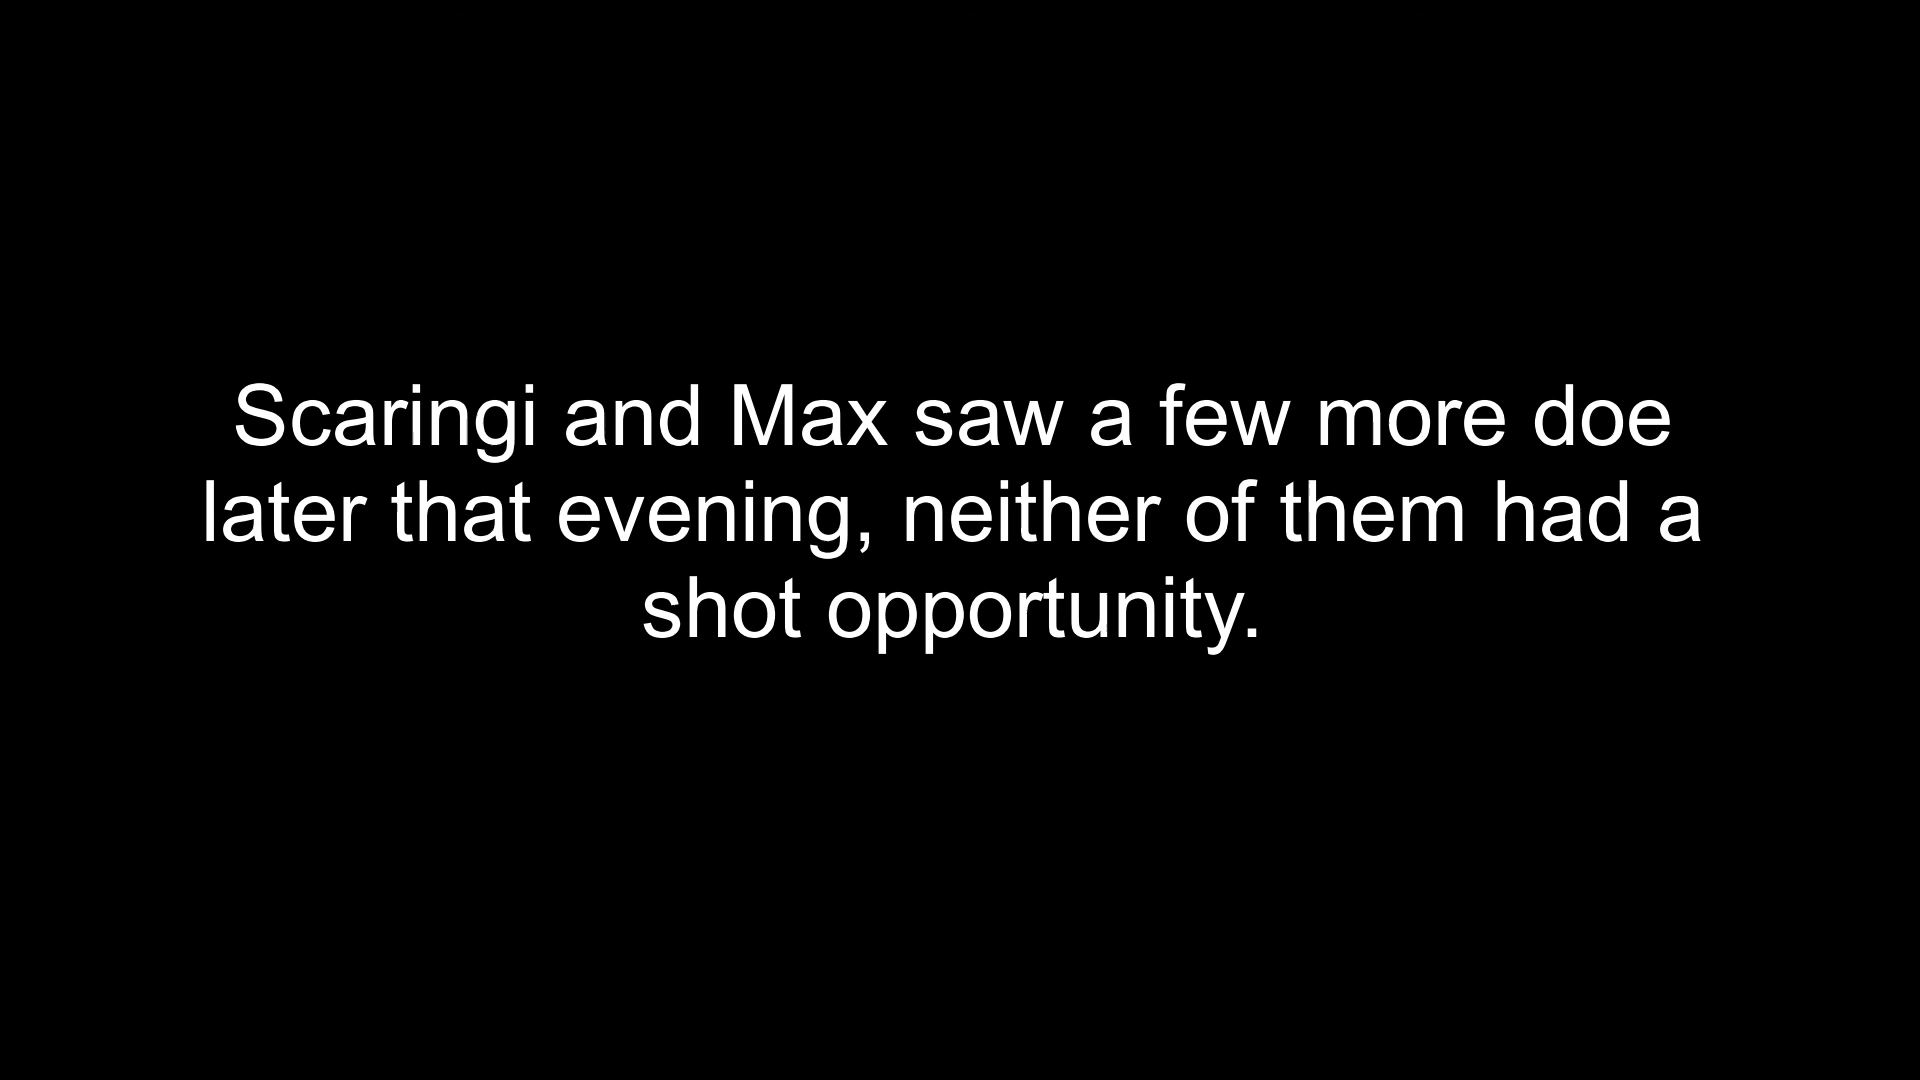 Scaringi and Max saw a few more doe
later that evening, neither of them had a
shot opportunity.